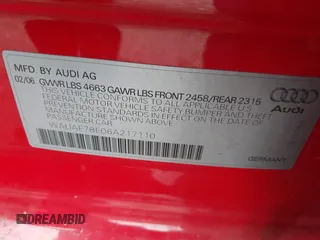 MFD. BY AUDI AG
02/06 GVWR LBS 4663 GAWR LBS FRONT 2458/REAR 2315
THIS VEHICLE CONFORMS TO ALL APPLICABLE U.S.
FEDERAL MOTOR VEHICLE SAFETY
THEFT PREVENTION STANDARDS IN EFFECT ON
THE DATE OF MANUFACTURE SHOWN ABOVE
WAUAF78E06A217110
PASSENGER CAR
Audi
GERMANY
DREAMBID